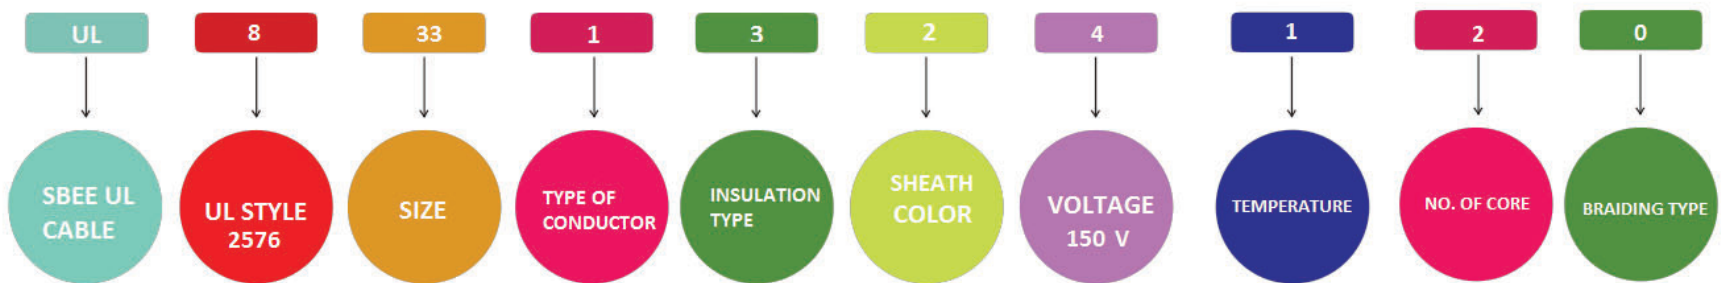 UL 8 33 1 3 2 4 1 2 0
SBEE UL
CABLE
UL STYLE
2576
SIZE
TYPE OF
CONDUCTOR
INSULATION
TYPE
SHEATH
COLOR
VOLTAGE
150 V
TEMPERATURE
NO. OF CORE
BRAIDING TYPE